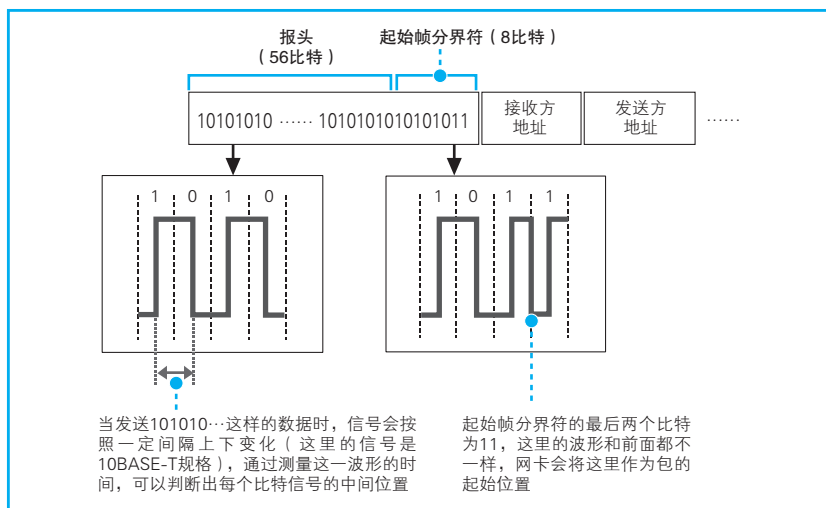 报头
（56比特）
起始帧分界符（8比特）
10101010 …… 1010101010101011
接收方
地址
发送方
地址
……
1 0 1 0
1 0 1 1
当发送101010…这样的数据时，信号会按
照一定间隔上下变化（这里的信号是
10BASE-T规格），通过测量这一波形的时
间，可以判断出每个比特信号的中间位置
起始帧分界符的最后两个比特
为11，这里的波形和前面都不
一样，网卡会将这里作为包的
起始位置